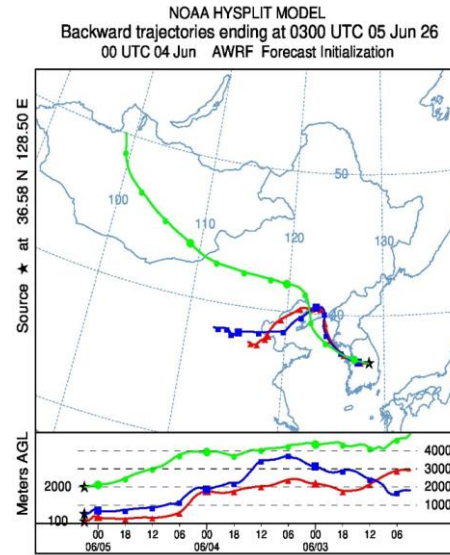 NOAA HYSPLIT MODEL
Backward trajectories ending at 0300 UTC 05 Jun 26
00 UTC 04 Jun AWRF Forecast Initialization
Source ★ at 36.58 N 128.50 E
50
100
110
120
130
40
Meters AGL
2000
100
4000
3000
2000
1000
00 18 12 06 00 18 12 06 00 18 12 06
06/05 06/04 06/03